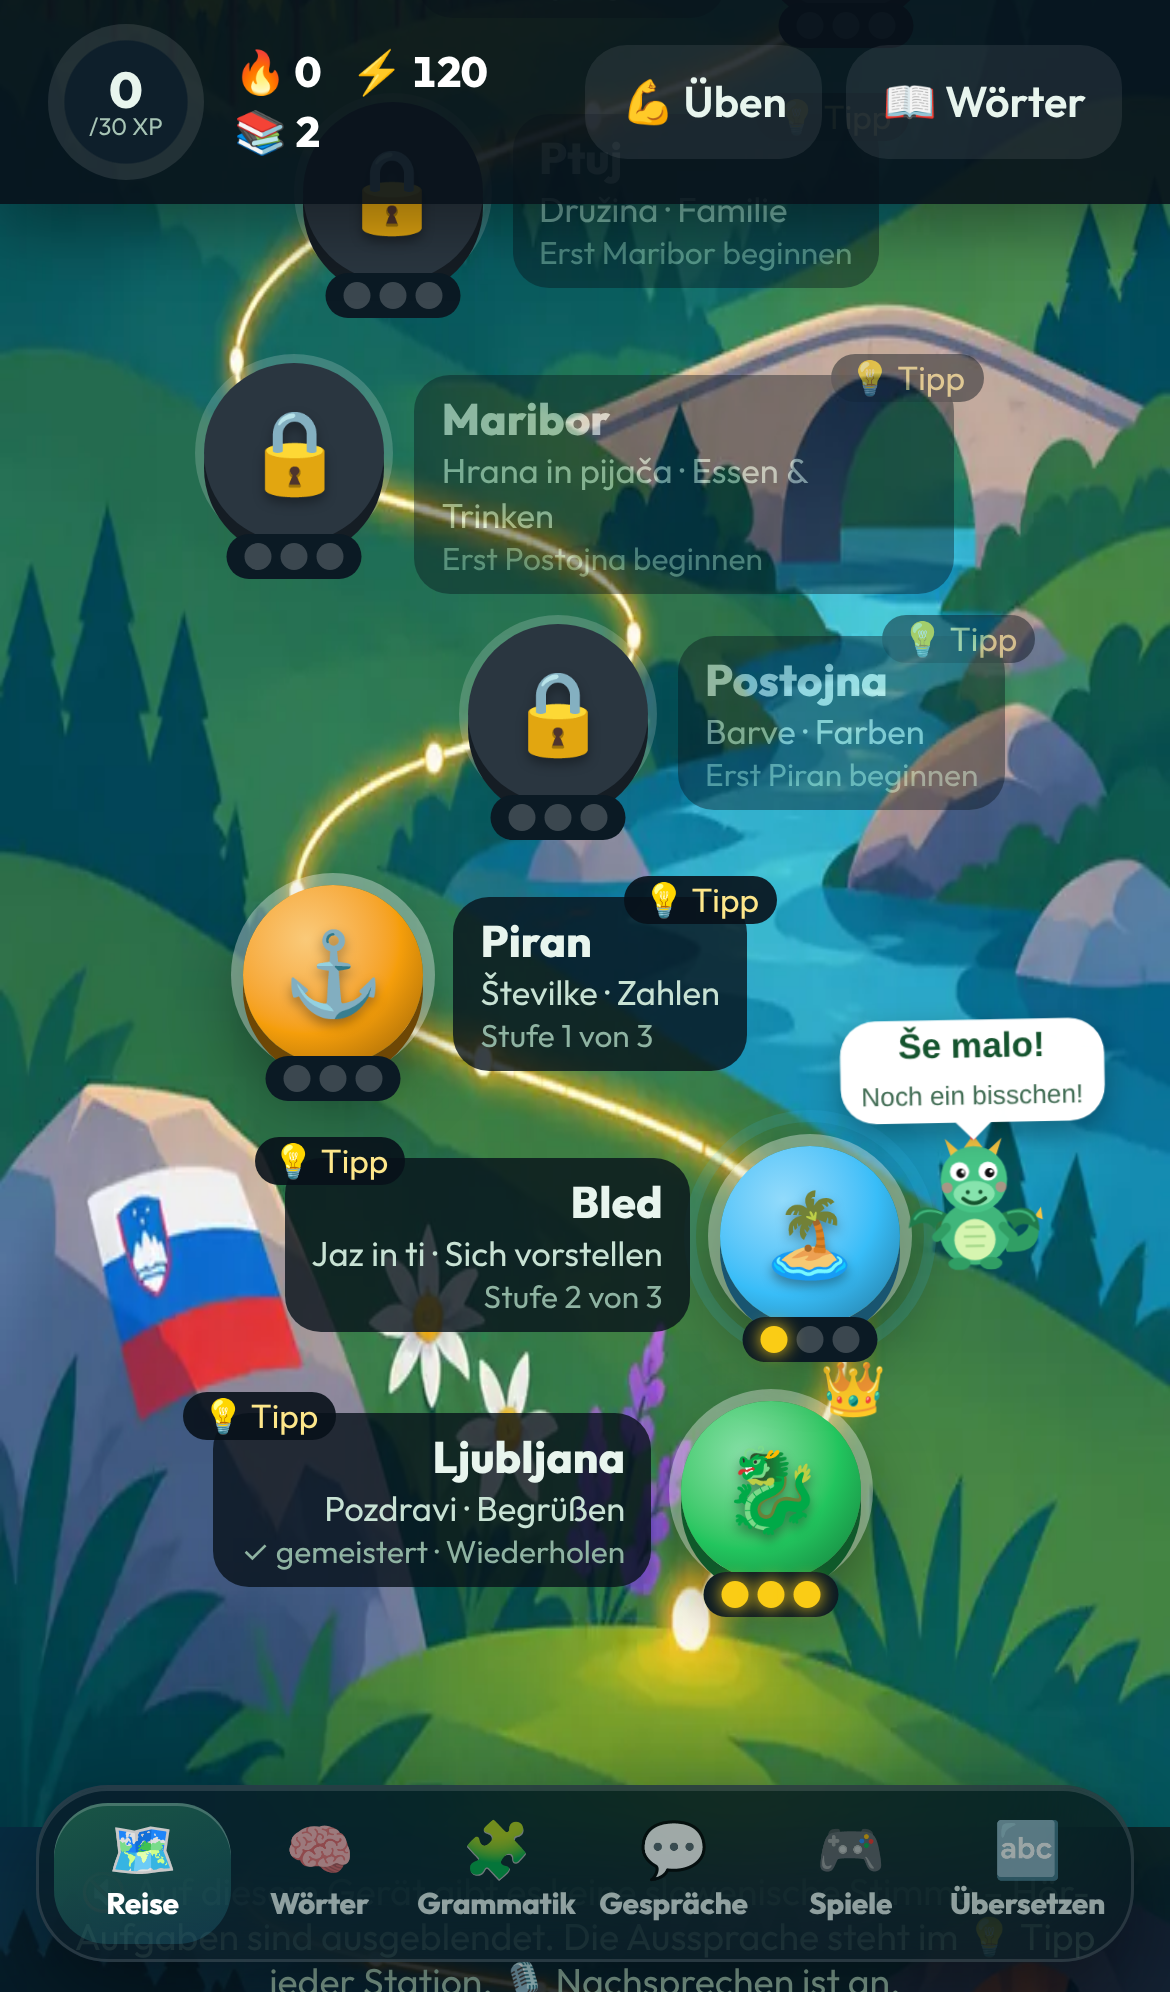 0
/30 XP
🔥 0 ⚡ 120
📚 2
💪 Üben
📖 Wörter
Tipp
Ptuj
Družina · Familie
Erst Maribor beginnen
💡 Tipp
Maribor
Hrana in pijača · Essen &
Trinken
Erst Postojna beginnen
💡 Tipp
Postojna
Barve · Farben
Erst Piran beginnen
💡 Tipp
Piran
Številke · Zahlen
Stufe 1 von 3
Še malo!
Noch ein bisschen!
💡 Tipp
Bled
Jaz in ti · Sich vorstellen
Stufe 2 von 3
💡 Tipp
Ljubljana
Pozdravi · Begrüßen
✓ gemeistert · Wiederholen
Reise
Wörter
Grammatik
Gespräche
Spiele
abc
Übersetzen
Aufgaben sind ausgeblendet. Die Aussprache steht im 💡 Tipp
jeder Station. 🎙️ Nachsprechen ist an.